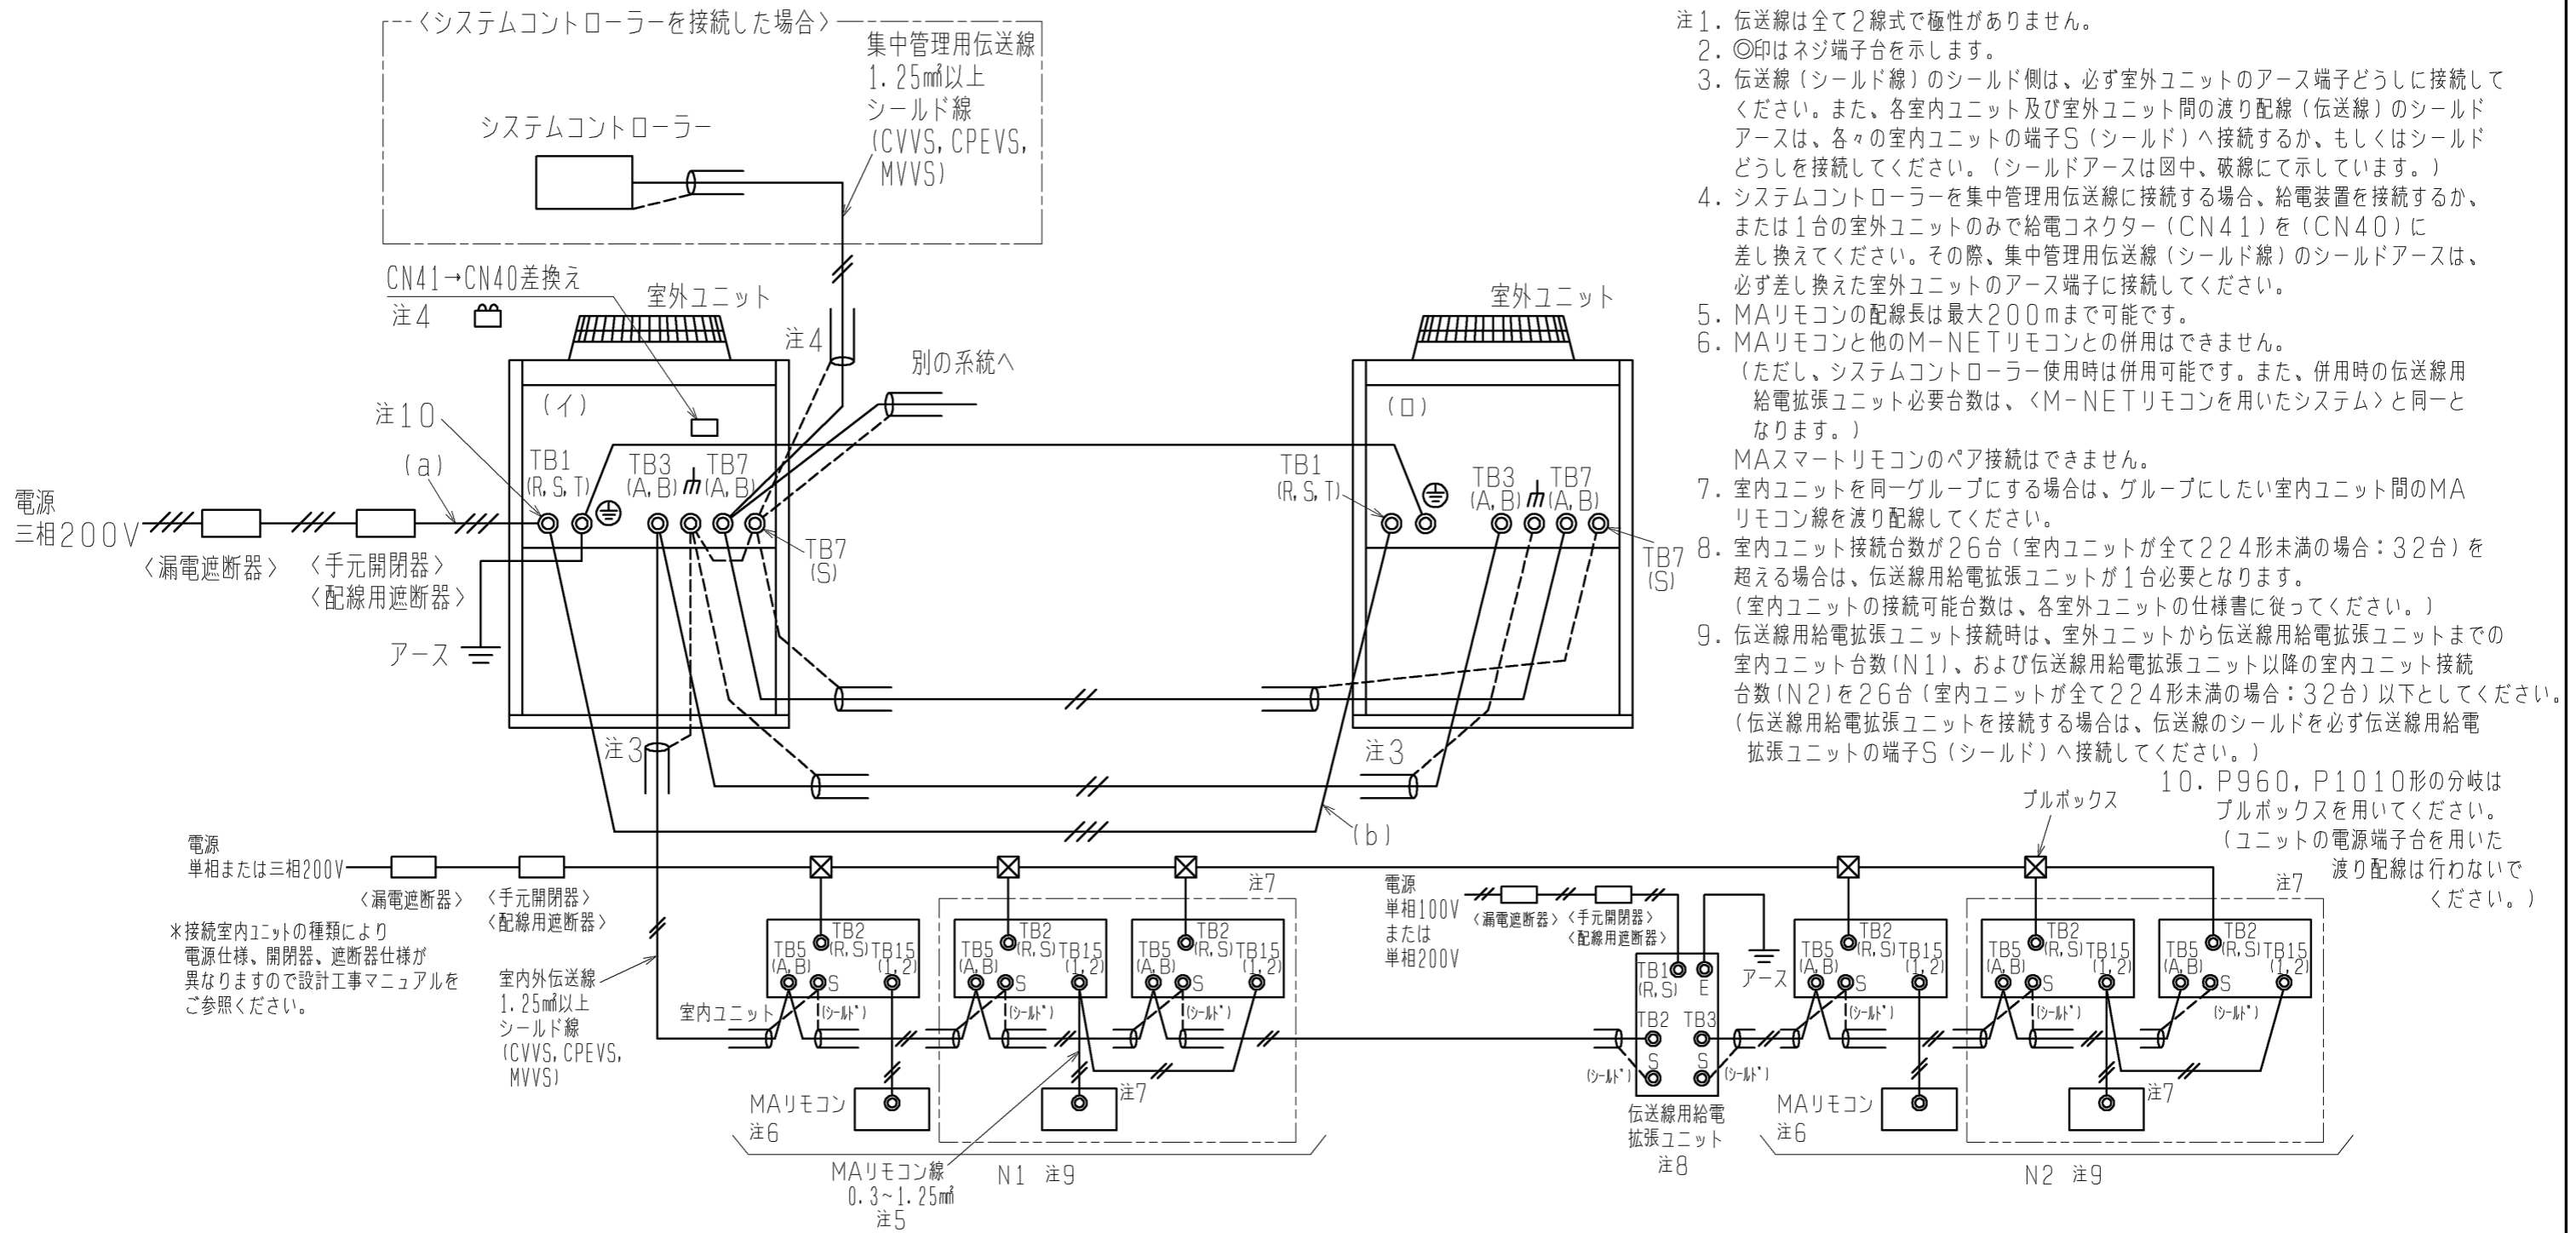 〈システムコントローラーを接続した場合〉
集中管理用伝送線
1.25㎟以上
シールド線
(CVVS, CPEVS,
MVVS)
システムコントローラー
CN41→CN40差換え
注4
室外ユニット
注4
別の系統へ
(イ)
注10
(a)
TB1
(R,S,T)
TB3
(A,B)
TB7
(A,B)
TB7
(S)
電源
三相200V
〈漏電遮断器〉
〈手元開閉器〉
〈配線用遮断器〉
アース
注3
室外ユニット
(ロ)
TB1
(R,S,T)
TB3
(A,B)
TB7
(A,B)
TB7
(S)
注3
(b)
注1. 伝送線は全て2線式で極性がありません。
2. ◎印はネジ端子台を示します。
3. 伝送線(シールド線)のシールド側は、必ず室外ユニットのアース端子どうしに接続して
ください。また、各室内ユニット及び室外ユニット間の渡り配線(伝送線)のシールド
アースは、各々の室内ユニットの端子S(シールド)へ接続するか、もしくはシールド
どうしを接続してください。(シールドアースは図中、破線にて示しています。)
4. システムコントローラーを集中管理用伝送線に接続する場合、給電装置を接続するか、
または1台の室外ユニットのみで給電コネクター(CN41)を(CN40)に
差し換えてください。その際、集中管理用伝送線(シールド線)のシールドアースは、
必ず差し換えた室外ユニットのアース端子に接続してください。
5. MAリモコンの配線長は最大200mまで可能です。
6. MAリモコンと他のM-NETリモコンとの併用はできません。
(ただし、システムコントローラー使用時は併用可能です。また、併用時の伝送線用
給電拡張ユニット必要台数は、〈M-NETリモコンを用いたシステム〉と同一と
なります。)
MAスマートリモコンのペア接続はできません。
7. 室内ユニットを同一グループにする場合は、グループにしたい室内ユニット間のMA
リモコン線を渡り配線してください。
8. 室内ユニット接続台数が26台(室内ユニットが全て224形未満の場合:32台)を
超える場合は、伝送線用給電拡張ユニットが1台必要となります。
(室内ユニットの接続可能台数は、各室外ユニットの仕様書に従ってください。)
9. 伝送線用給電拡張ユニット接続時は、室外ユニットから伝送線用給電拡張ユニットまでの
室内ユニット台数(N1)、および伝送線用給電拡張ユニット以降の室内ユニット接続
台数(N2)を26台(室内ユニットが全て224形未満の場合:32台)以下としてください。
(伝送線用給電拡張ユニットを接続する場合は、伝送線のシールドを必ず伝送線用給電
拡張ユニットの端子S(シールド)へ接続してください。)
10. P960, P1010形の分岐は
プルボックスを用いてください。
(ユニットの電源端子台を用いた
渡り配線は行わないで
ください。)
電源
単相または三相200V
〈漏電遮断器〉
〈手元開閉器〉
〈配線用遮断器〉
*接続室内ユニットの種類により
電源仕様、開閉器、遮断器仕様が
異なりますので設計工事マニュアルを
ご参照ください。
室内外伝送線
1.25㎟以上
シールド線
(CVVS, CPEVS,
MVVS)
室内ユニット
TB2
(R,S)
TB5
(A,B)
TB15
(1,2)
S
(シールド)
注7
TB2
(R,S)
TB5
(A,B)
TB15
(1,2)
S
(シールド)
TB2
(R,S)
TB5
(A,B)
TB15
(1,2)
S
(シールド)
MAリモコン
注6
注7
MAリモコン線
0.3~1.25㎟
注5
N1 注9
電源
単相100V
または
単相200V
〈漏電遮断器〉
〈手元開閉器〉
〈配線用遮断器〉
アース
TB1
(R,S)
E
TB2
TB3
S
S
(シールド)
(シールド)
伝送線用給電
拡張ユニット
注8
プルボックス
TB2
(R,S)
TB5
(A,B)
TB15
(1,2)
S
(シールド)
注7
TB2
(R,S)
TB5
(A,B)
TB15
(1,2)
S
(シールド)
TB2
(R,S)
TB5
(A,B)
TB15
(1,2)
S
(シールド)
MAリモコン
注6
注7
N2 注9